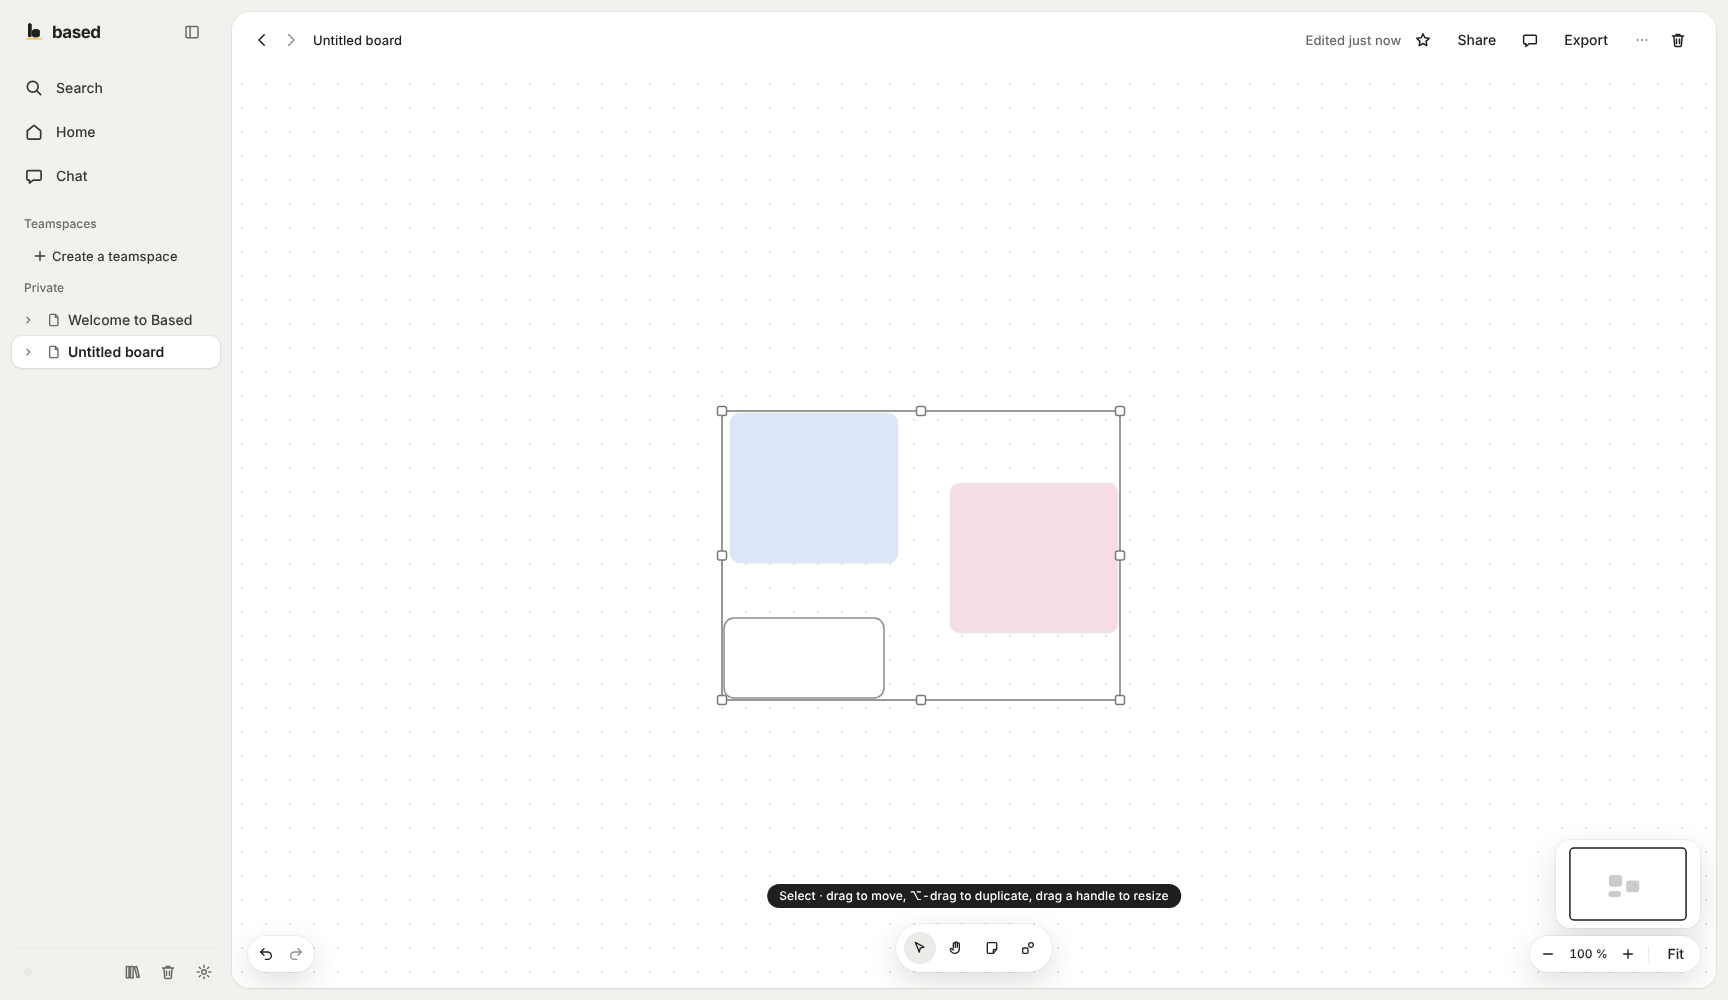 based
Search
Home
Chat
Teamspaces
Create a teamspace
Private
Welcome to Based
Untitled board
Untitled board
Edited just now
Share
Export
Select · drag to move, ⌥-drag to duplicate, drag a handle to resize
100 %
Fit